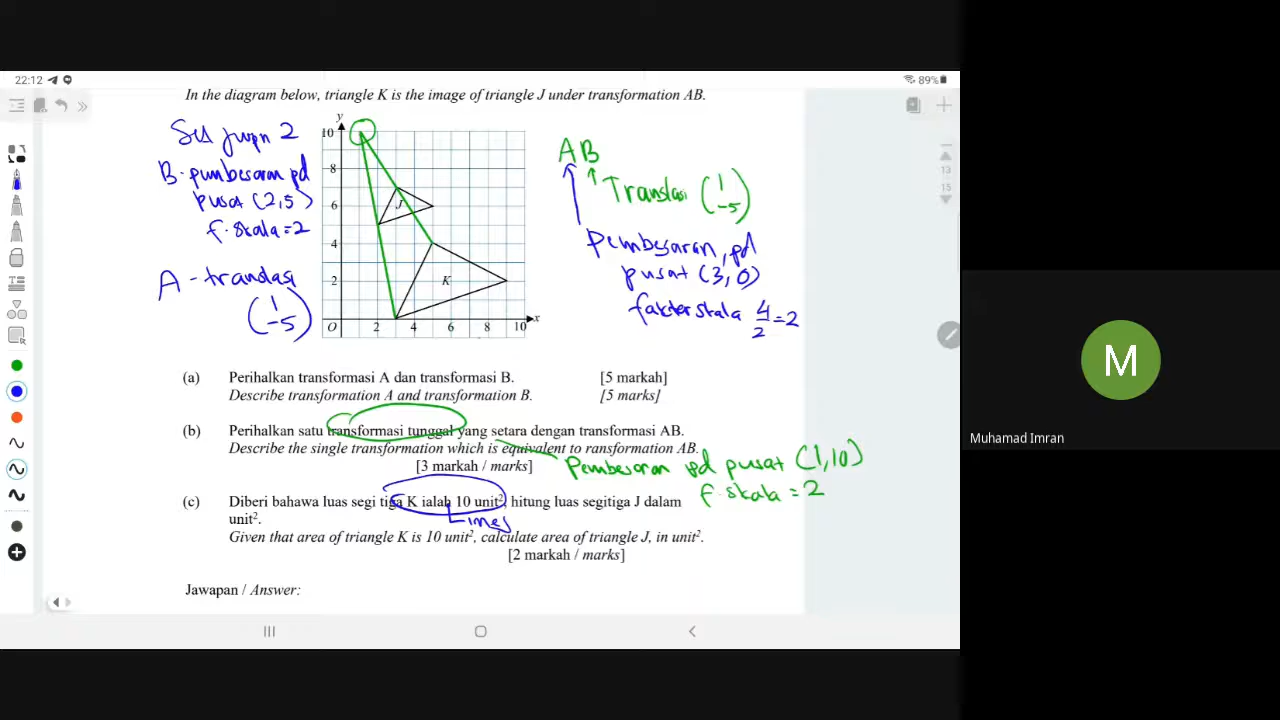 22:12
89%
In the diagram below, triangle K is the image of triangle J under transformation AB.
Set jwpn 2
B - pembesaran pd
pusat (2,5)
f. skala = 2
A - translasi
(1 -5)
y
10
8
6
4
2
O
2
4
6
8
10
x
J
K
AB
Translasi (1 -5)
Pembesaran, pd
pusat (3,0)
faktor skala 4/2 = 2
13
15
(a) Perihalkan transformasi A dan transformasi B. [5 markah]
Describe transformation A and transformation B. [5 marks]
(b) Perihalkan satu transformasi tunggal yang setara dengan transformasi AB.
Describe the single transformation which is equivalent to ransformation AB.
[3 markah / marks]
Pembesaran pd pusat (1,10)
f. skala = 2
(c) Diberi bahawa luas segi tiga K ialah 10 unit², hitung luas segitiga J dalam
unit².
imej
Given that area of triangle K is 10 unit², calculate area of triangle J, in unit².
[2 markah / marks]
Jawapan / Answer:
M
Muhamad Imran